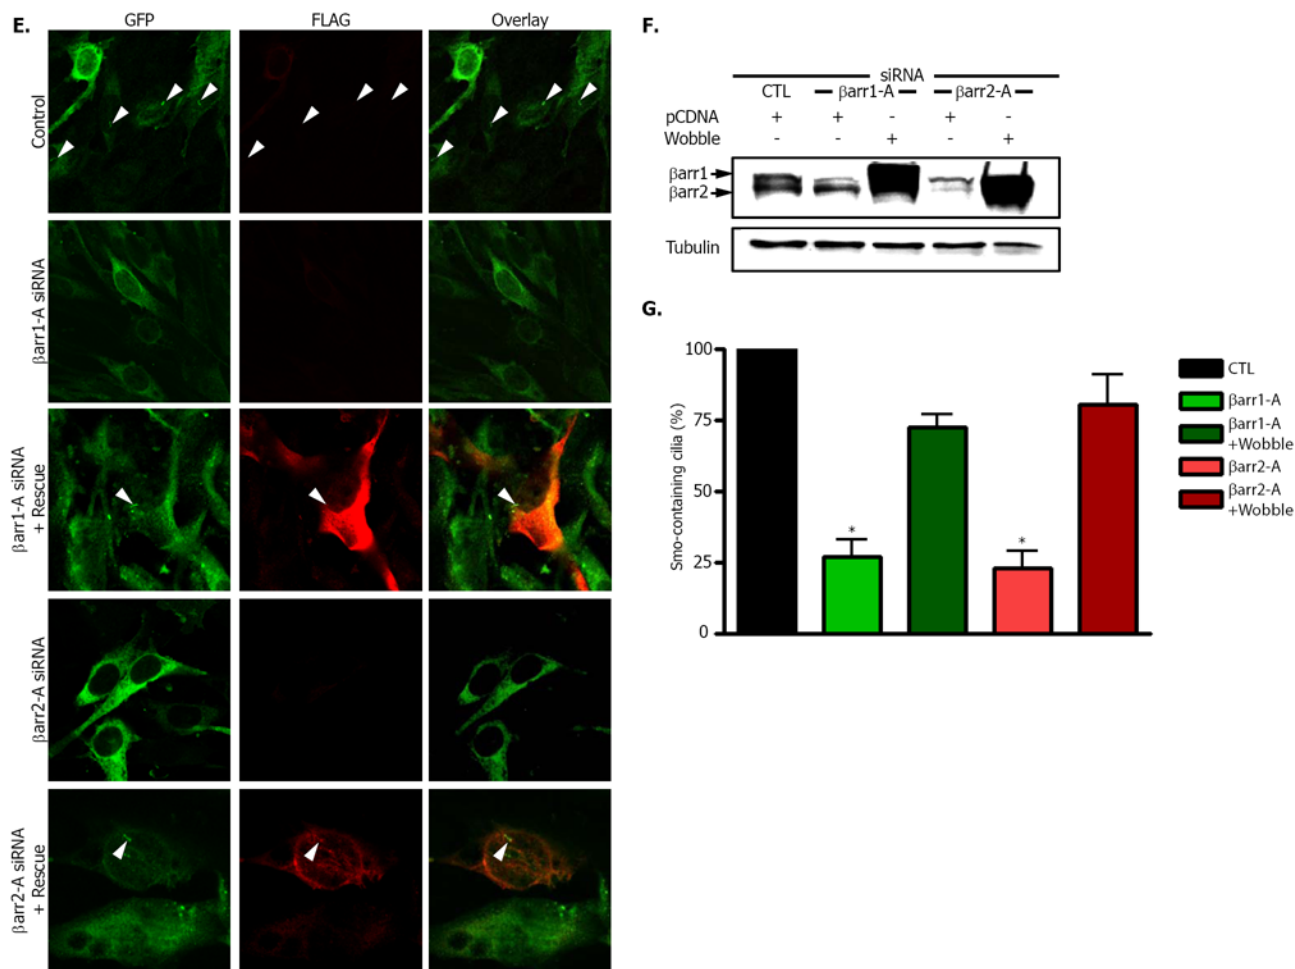 E.
GFP FLAG Overlay
Control
βarr1-A siRNA
βarr1-A siRNA
+ Rescue
βarr2-A siRNA
βarr2-A siRNA
+ Rescue
F.
siRNA
CTL βarr1-A βarr2-A
pCDNA + + - + -
Wobble - - + - +
βarr1
βarr2
Tubulin
G.
Smo-containing cilia (%)
100
75
50
25
0
* *
CTL
βarr1-A
βarr1-A
+Wobble
βarr2-A
βarr2-A
+Wobble